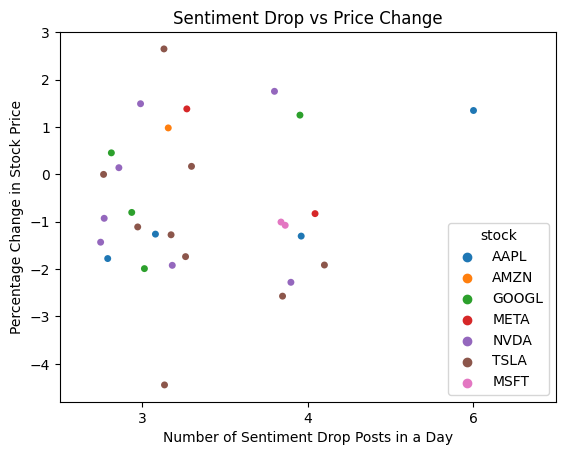 Sentiment Drop vs Price Change
Percentage Change in Stock Price
3
2
1
0
−1
−2
−3
−4
stock
AAPL
AMZN
GOOGL
META
NVDA
TSLA
MSFT
3 4 6
Number of Sentiment Drop Posts in a Day